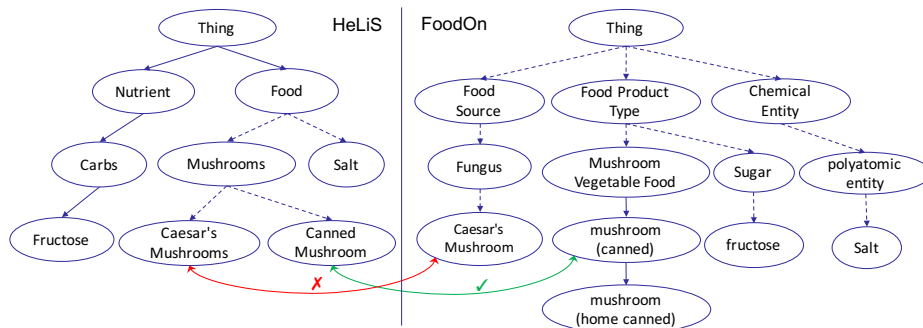 HeLiS
FoodOn
Thing
Thing
Nutrient
Food
Food
Source
Food Product
Type
Chemical
Entity
Carbs
Mushrooms
Salt
Fungus
Mushroom
Vegetable Food
Sugar
polyatomic
entity
Fructose
Caesar's
Mushrooms
Canned
Mushroom
Caesar's
Mushroom
mushroom
(canned)
fructose
Salt
✗
✓
mushroom
(home canned)